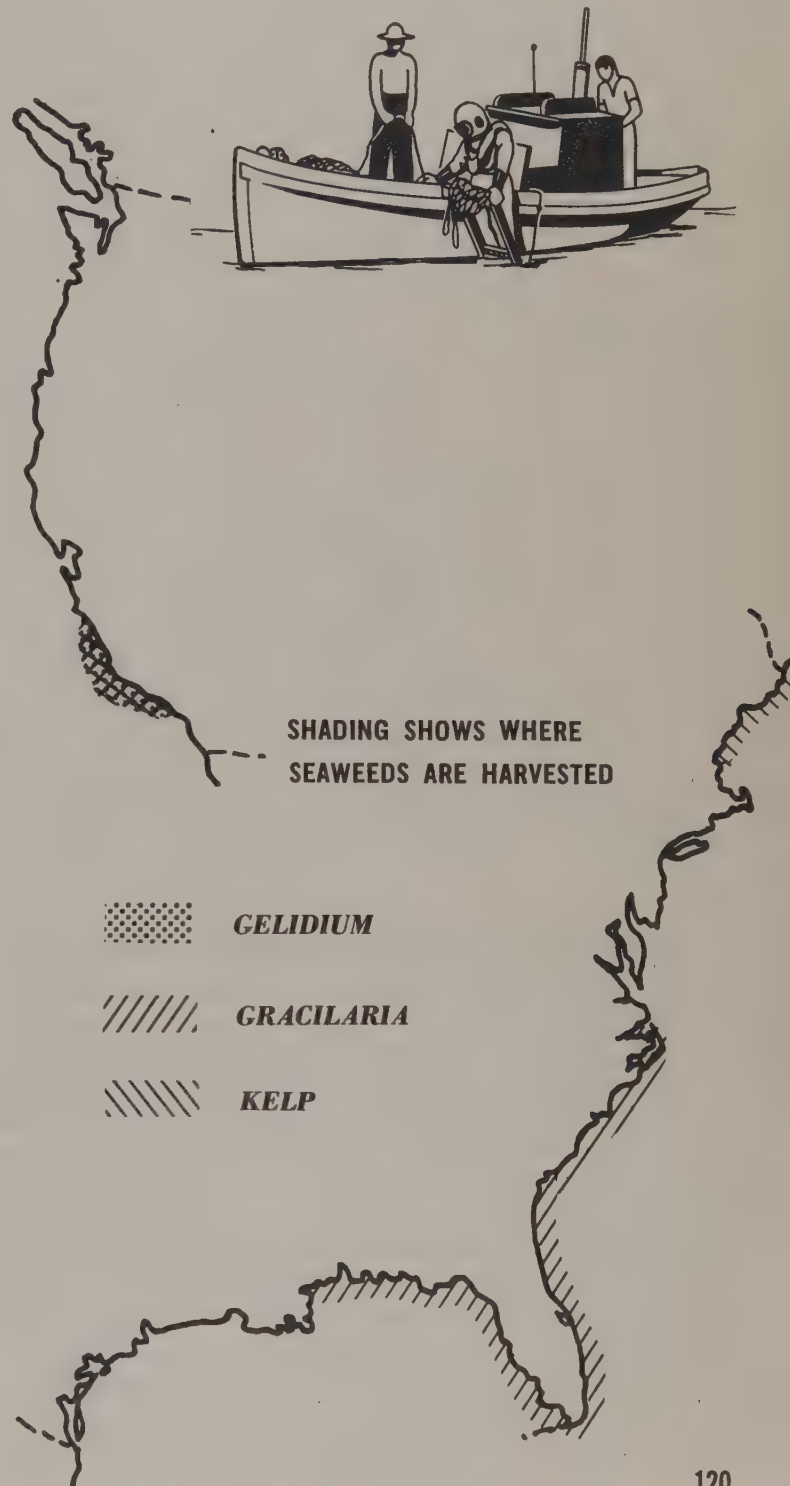 SHADING SHOWS WHERE
SEAWEEDS ARE HARVESTED
GELIDIUM
GRACILARIA
KELP
120